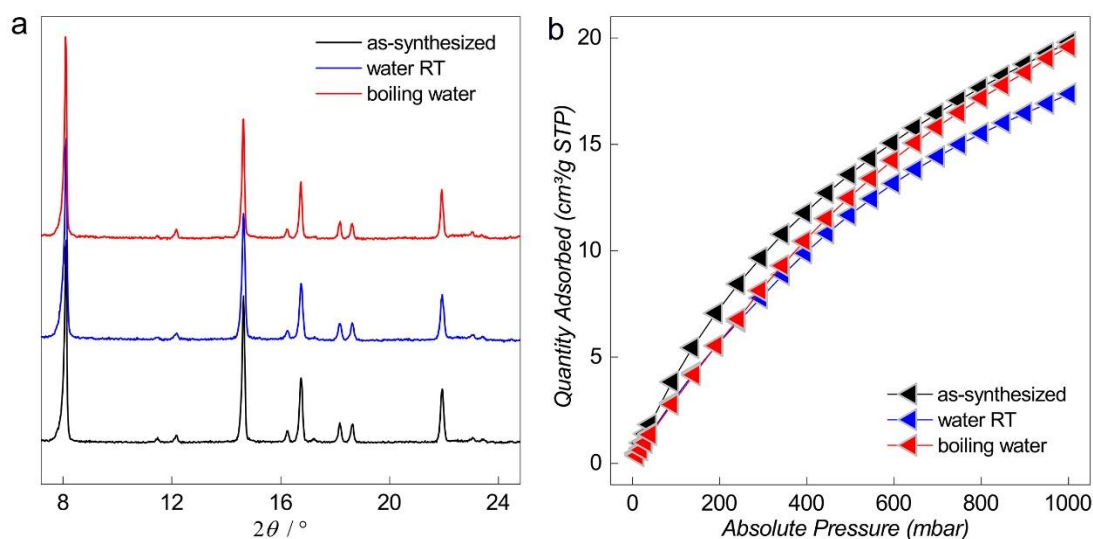 a
as-synthesized
water RT
boiling water
8 12 16 20 24
2θ / °
b
Quantity Adsorbed (cm³/g STP)
20
15
10
5
0
as-synthesized
water RT
boiling water
0 200 400 600 800 1000
Absolute Pressure (mbar)